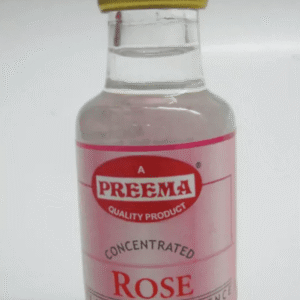 A
PREEMA®
QUALITY PRODUCT
CONCENTRATED
ROSE